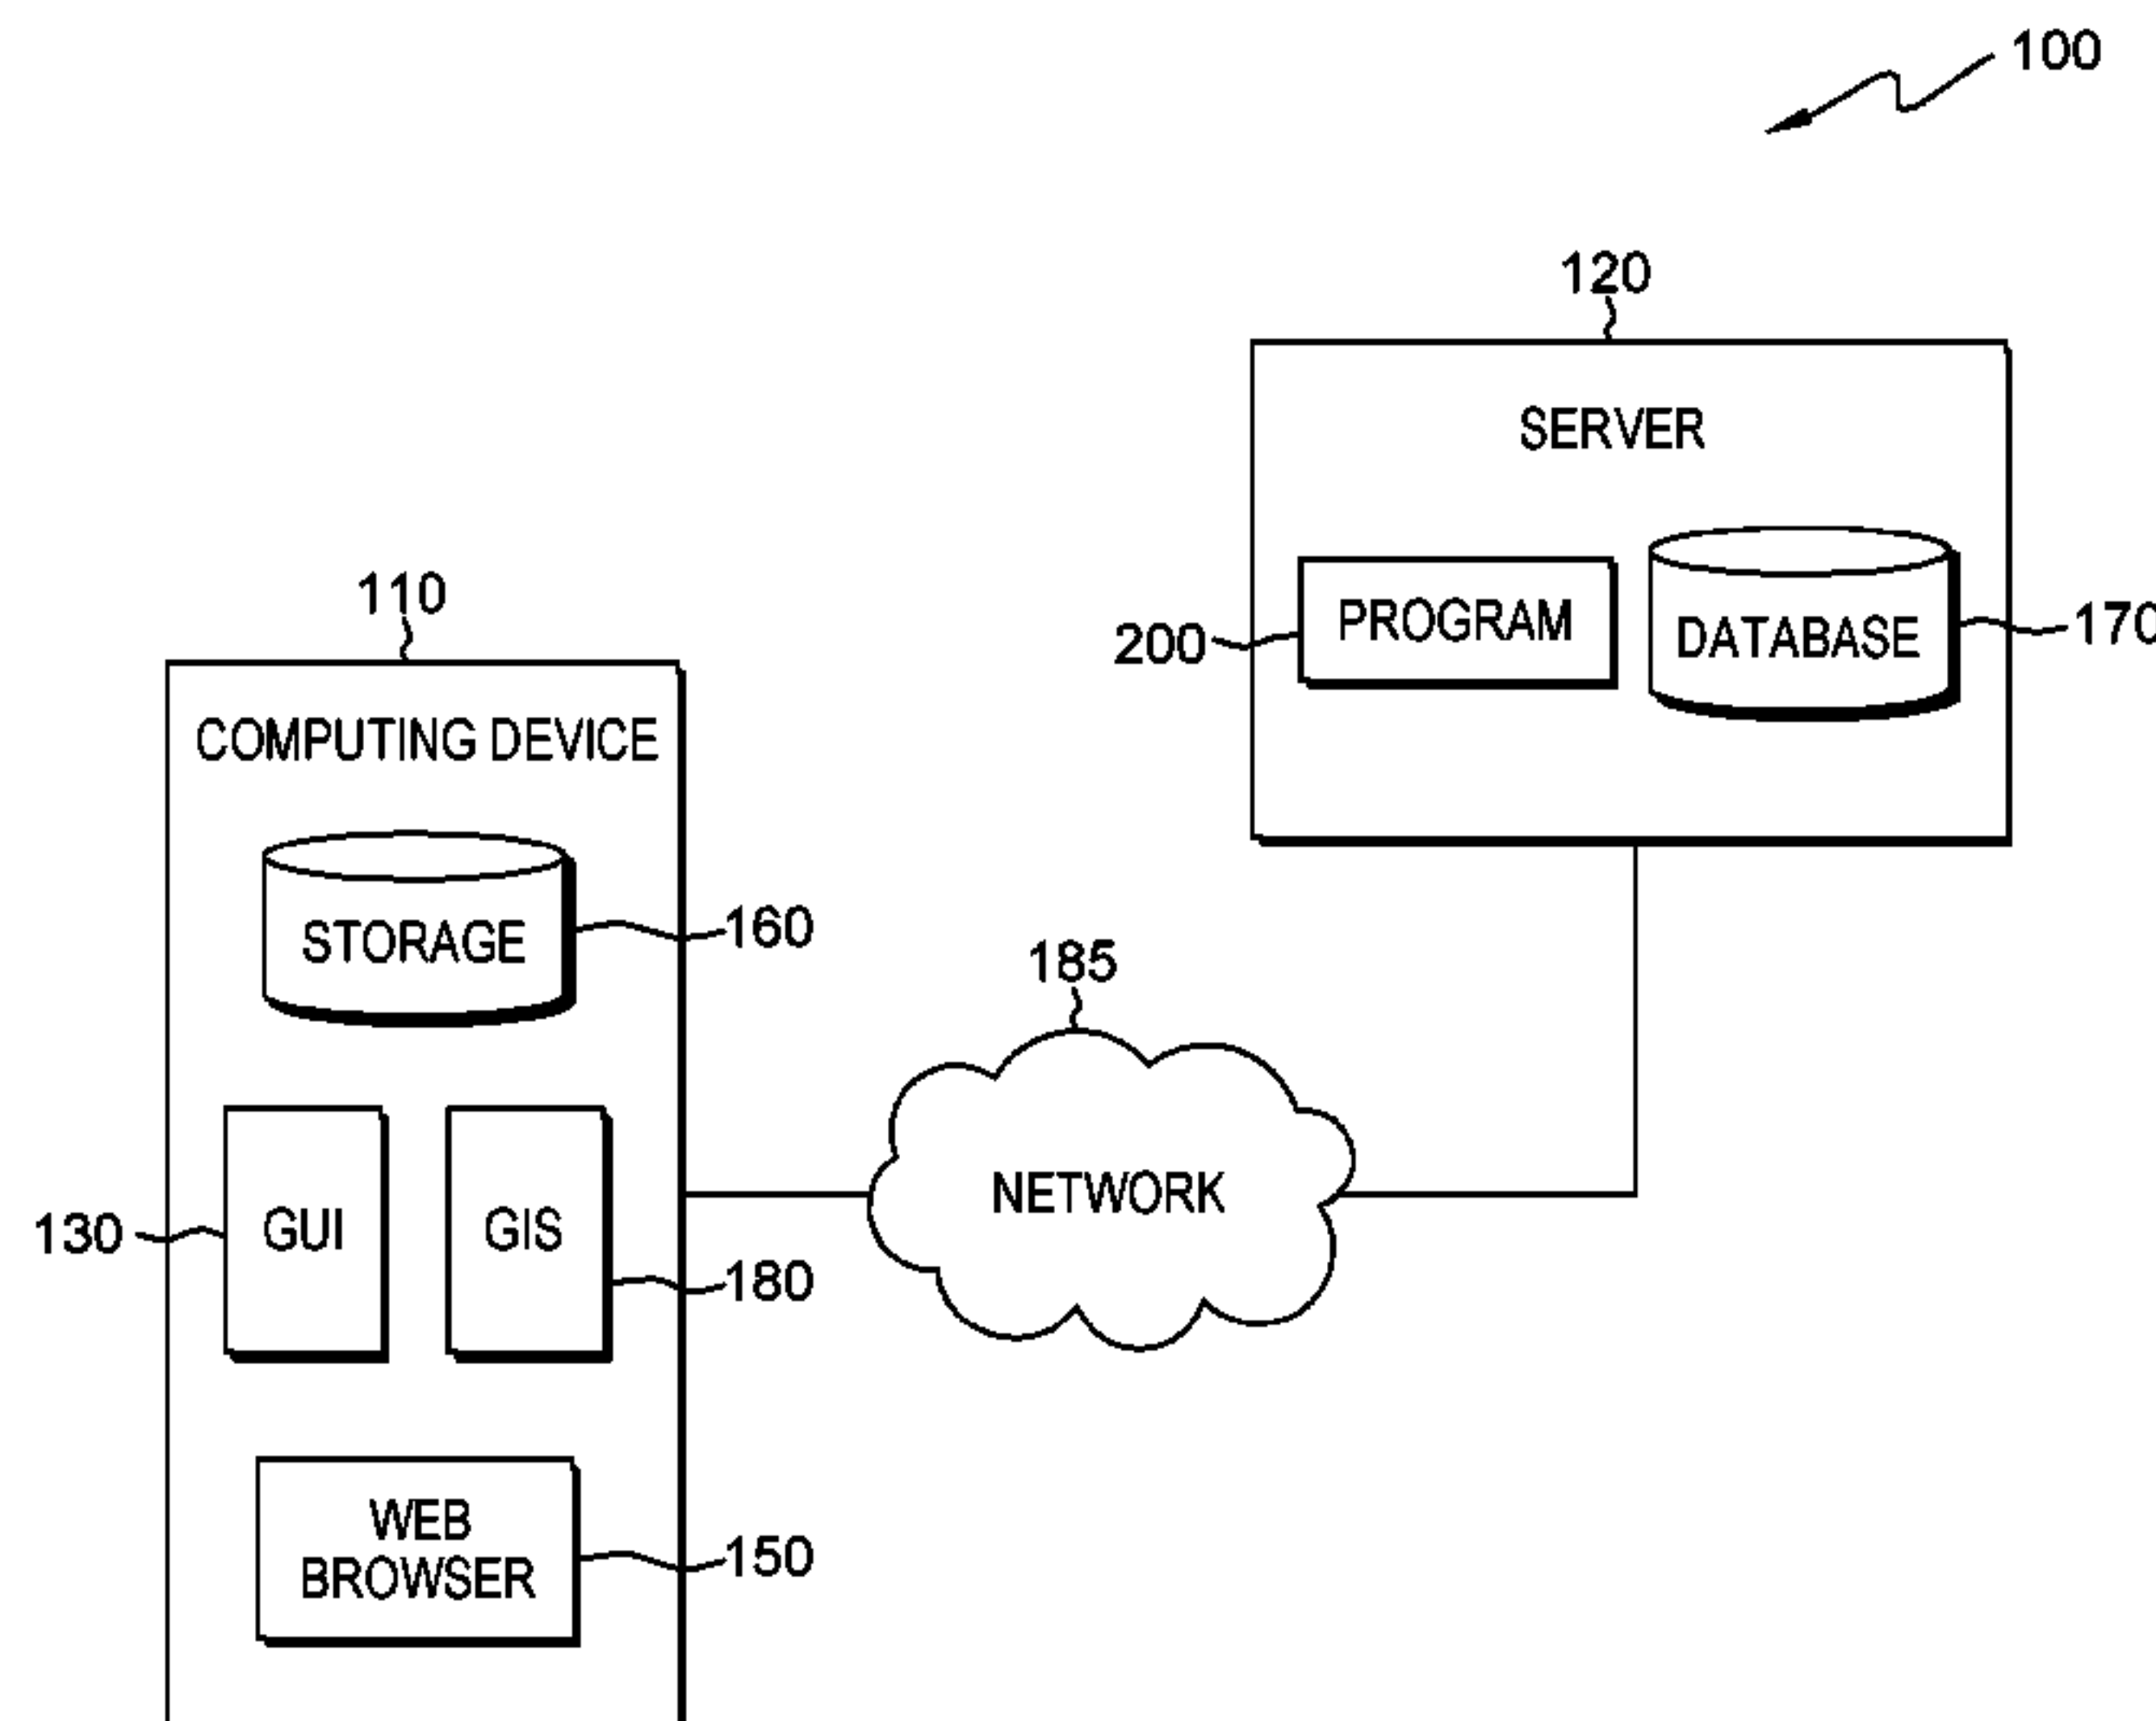 100
120
SERVER
PROGRAM
DATABASE
200
170
110
COMPUTING DEVICE
STORAGE
160
185
NETWORK
GUI
GIS
130
180
WEB
BROWSER
150